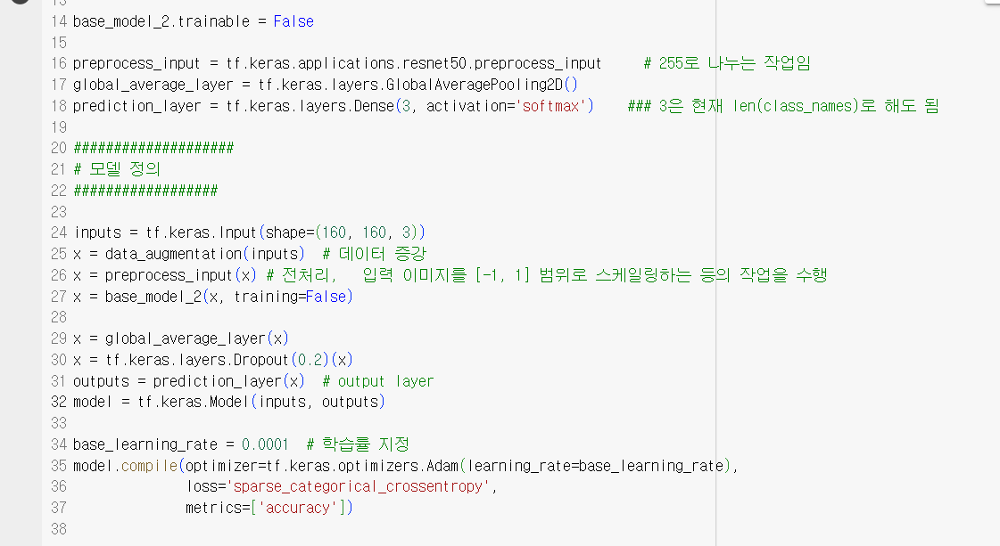 13
14 base_model_2.trainable = False
15
16 preprocess_input = tf.keras.applications.resnet50.preprocess_input     # 255로 나누는 작업임
17 global_average_layer = tf.keras.layers.GlobalAveragePooling2D()
18 prediction_layer = tf.keras.layers.Dense(3, activation='softmax')    ### 3은 현재 len(class_names)로 해도 됨
19
20 ####################
21 # 모델 정의
22 ##################
23
24 inputs = tf.keras.Input(shape=(160, 160, 3))
25 x = data_augmentation(inputs)  # 데이터 증강
26 x = preprocess_input(x) # 전처리,   입력 이미지를 [-1, 1] 범위로 스케일링하는 등의 작업을 수행
27 x = base_model_2(x, training=False)
28
29 x = global_average_layer(x)
30 x = tf.keras.layers.Dropout(0.2)(x)
31 outputs = prediction_layer(x)  # output layer
32 model = tf.keras.Model(inputs, outputs)
33
34 base_learning_rate = 0.0001  # 학습률 지정
35 model.compile(optimizer=tf.keras.optimizers.Adam(learning_rate=base_learning_rate),
36               loss='sparse_categorical_crossentropy',
37               metrics=['accuracy'])
38